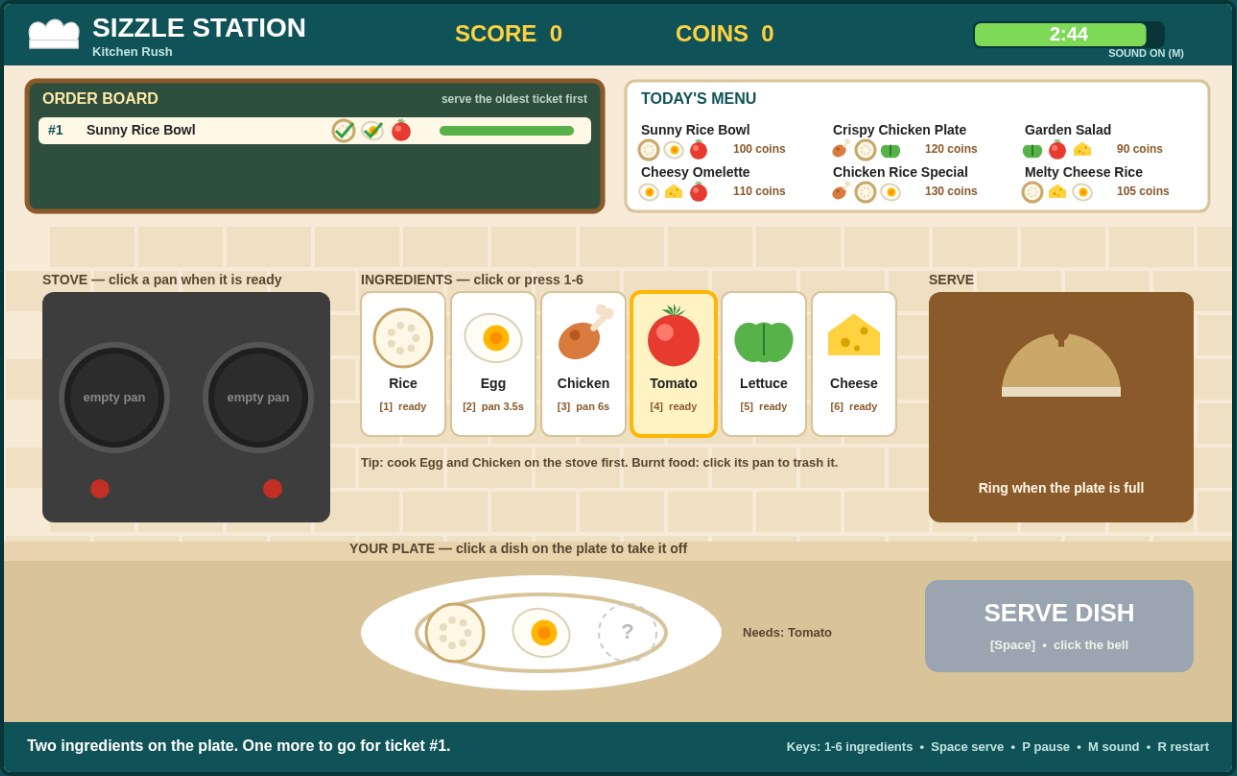 SIZZLE STATION
Kitchen Rush
SCORE 0
COINS 0
2:44
SOUND ON (M)
ORDER BOARD
serve the oldest ticket first
#1 Sunny Rice Bowl
TODAY'S MENU
Sunny Rice Bowl
100 coins
Crispy Chicken Plate
120 coins
Garden Salad
90 coins
Cheesy Omelette
110 coins
Chicken Rice Special
130 coins
Melty Cheese Rice
105 coins
STOVE — click a pan when it is ready
empty pan
empty pan
INGREDIENTS — click or press 1-6
Rice
[1] ready
Egg
[2] pan 3.5s
Chicken
[3] pan 6s
Tomato
[4] ready
Lettuce
[5] ready
Cheese
[6] ready
Tip: cook Egg and Chicken on the stove first. Burnt food: click its pan to trash it.
SERVE
Ring when the plate is full
YOUR PLATE — click a dish on the plate to take it off
?
Needs: Tomato
SERVE DISH
[Space] • click the bell
Two ingredients on the plate. One more to go for ticket #1.
Keys: 1-6 ingredients • Space serve • P pause • M sound • R restart